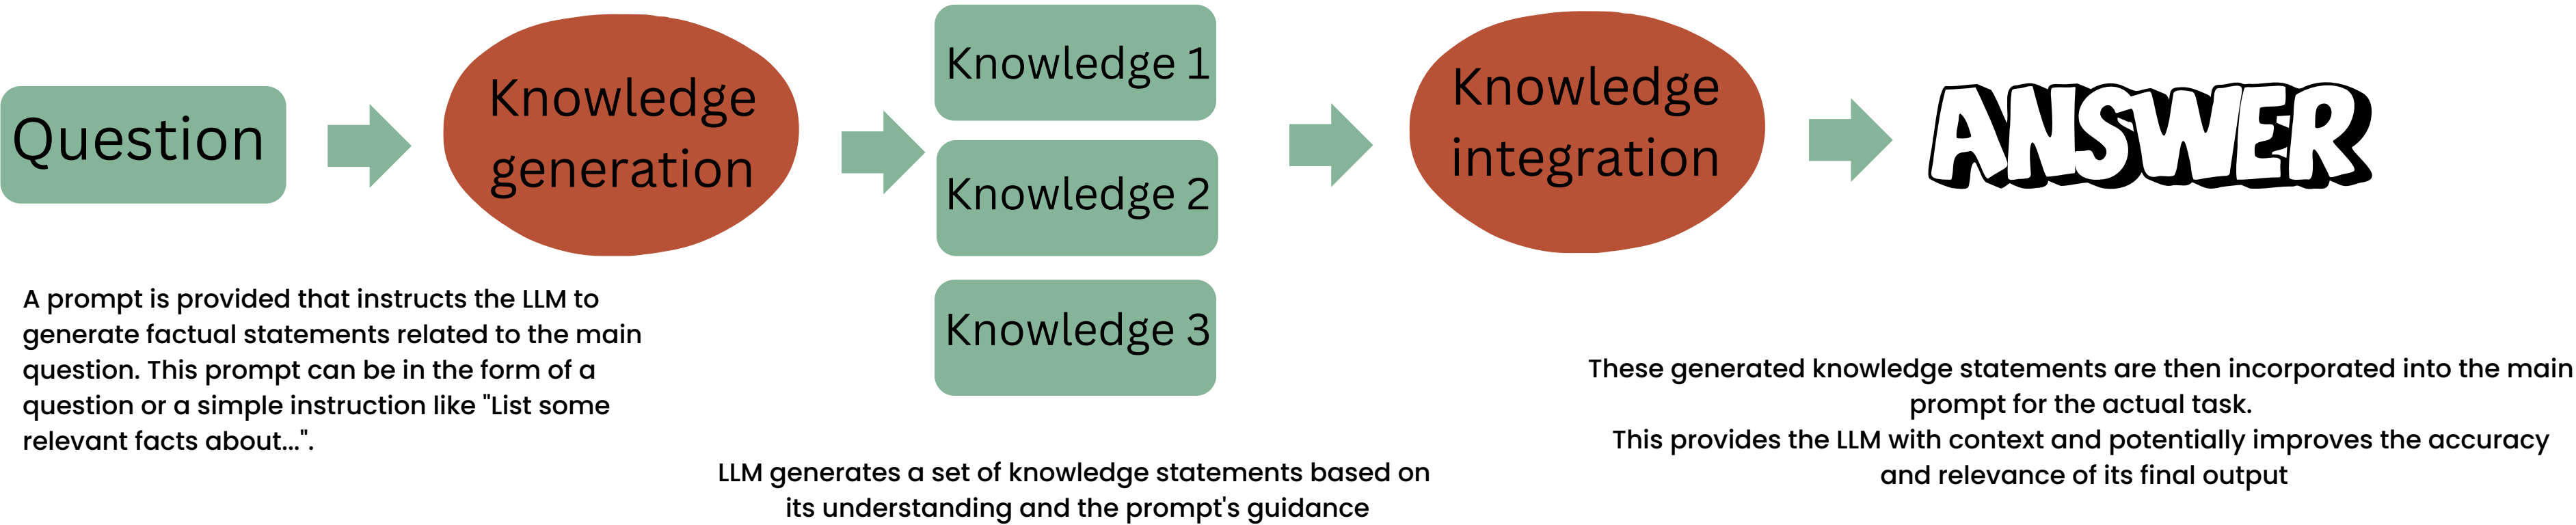 Question
Knowledge
generation
Knowledge 1
Knowledge 2
Knowledge 3
Knowledge
integration
ANSWER
A prompt is provided that instructs the LLM to
generate factual statements related to the main
question. This prompt can be in the form of a
question or a simple instruction like "List some
relevant facts about...".
LLM generates a set of knowledge statements based on
its understanding and the prompt's guidance
These generated knowledge statements are then incorporated into the main
prompt for the actual task.
This provides the LLM with context and potentially improves the accuracy
and relevance of its final output